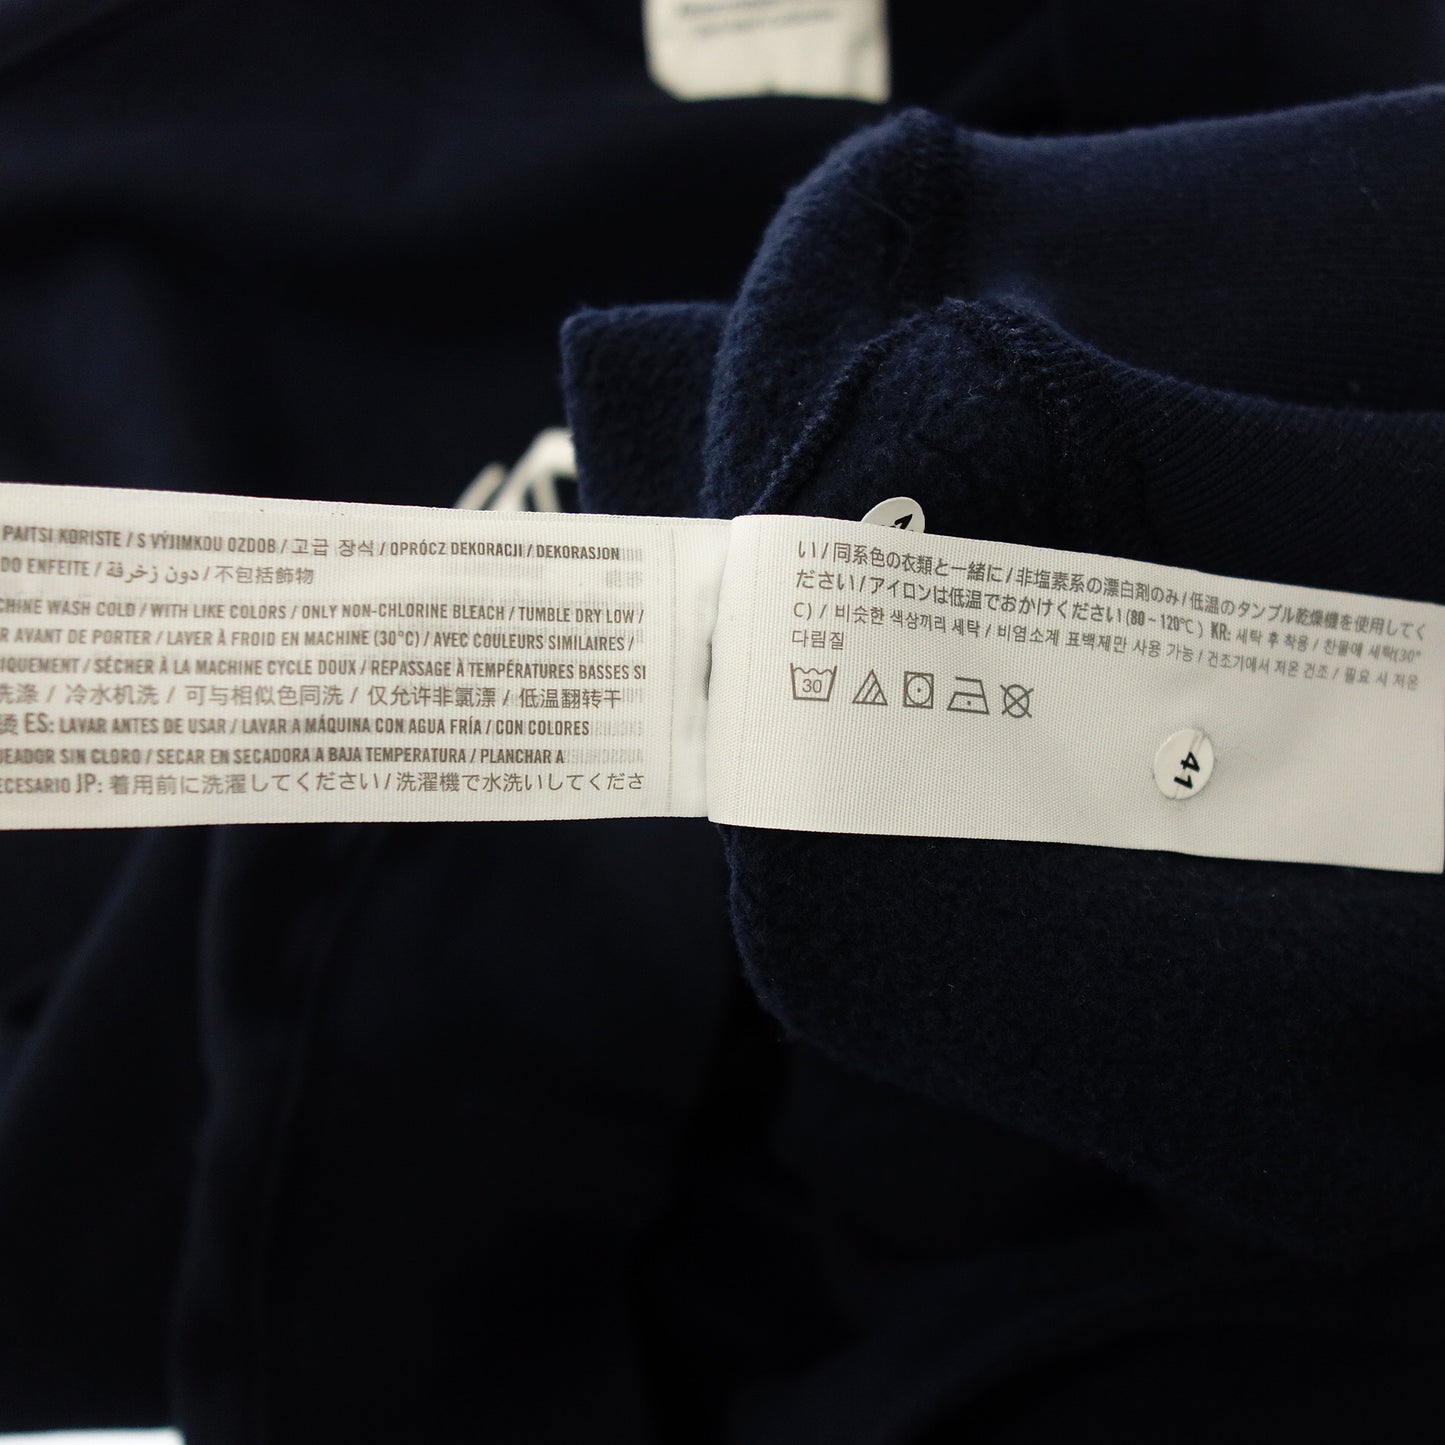 PAITSI KORISTE / S VÝJIMKOU OZDOB / 고급 장식 / OPRÓCZ DEKORACJI / DEKORASJON
DO ENFEITE / دون زخرفة / 不包括飾物
CHINE WASH COLD / WITH LIKE COLORS / ONLY NON-CHLORINE BLEACH / TUMBLE DRY LOW /
R AVANT DE PORTER / LAVER À FROID EN MACHINE (30°C) / AVEC COULEURS SIMILAIRES /
IQUEMENT / SÉCHER À LA MACHINE CYCLE DOUX / REPASSAGE À TEMPÉRATURES BASSES SI
洗涤 / 冷水机洗 / 可与相似色同洗 / 仅允许非氯漂 / 低温翻转干
烫 ES: LAVAR ANTES DE USAR / LAVAR A MÁQUINA CON AGUA FRÍA / CON COLORES
UEADOR SIN CLORO / SECAR EN SECADORA A BAJA TEMPERATURA / PLANCHAR A
ECESARIO JP: 着用前に洗濯してください / 洗濯機で水洗いしてくださ
い / 同系色の衣類と一緒に / 非塩素系の漂白剤のみ / 低温のタンブル乾燥機を使用してく
ださい / アイロンは低温でおかけください (80 ~ 120℃ ) KR: 세탁 후 착용 / 찬물에 세탁(30°
C) / 비슷한 색상끼리 세탁 / 비염소계 표백제만 사용 가능 / 건조기에서 저온 건조 / 필요 시 저온
다림질
30
41